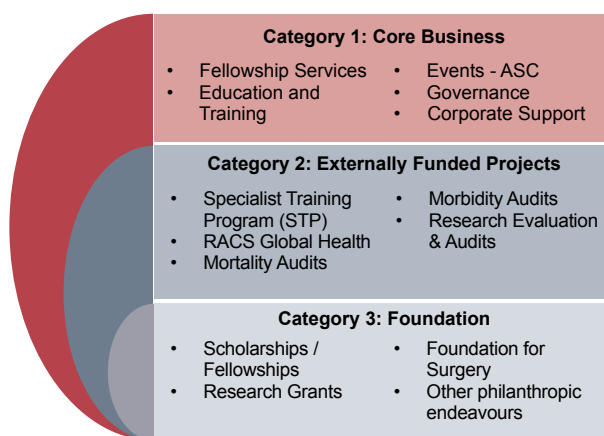 Category 1: Core Business
• Fellowship Services
• Education and
Training
• Events - ASC
• Governance
• Corporate Support
Category 2: Externally Funded Projects
• Specialist Training
Program (STP)
• RACS Global Health
• Mortality Audits
• Morbidity Audits
• Research Evaluation
& Audits
Category 3: Foundation
• Scholarships /
Fellowships
• Research Grants
• Foundation for
Surgery
• Other philanthropic
endeavours